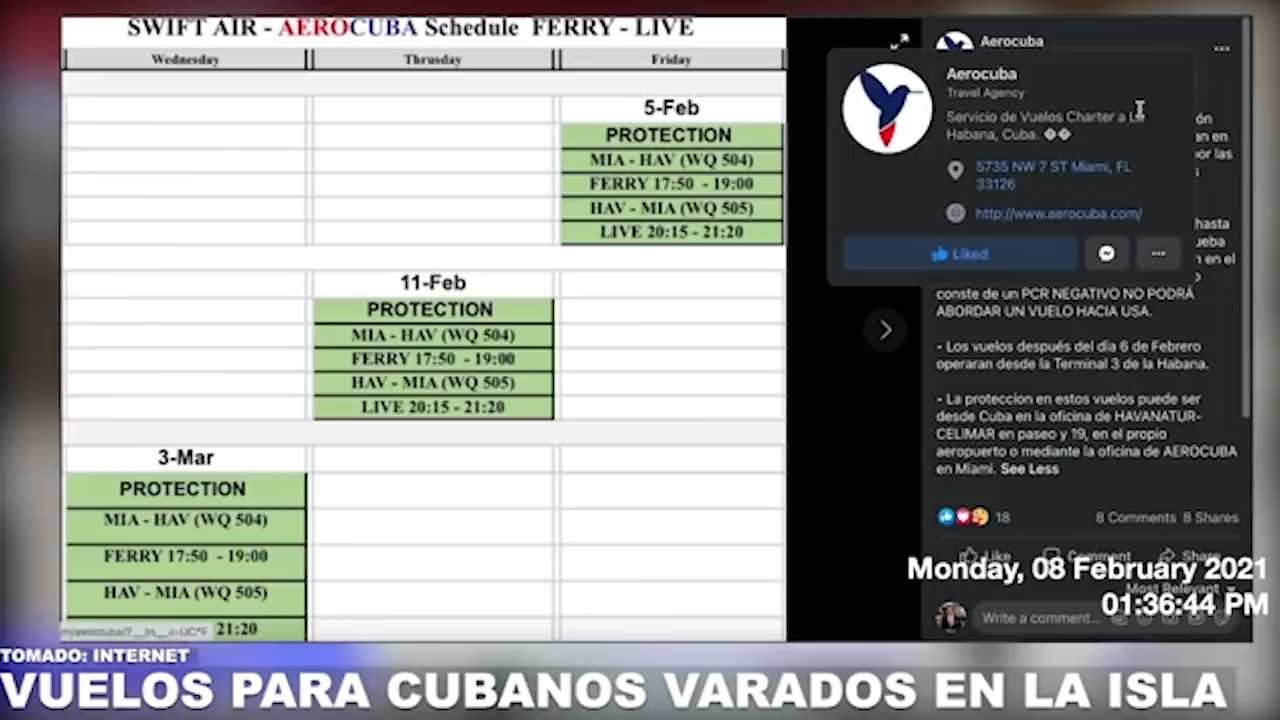 SWIFT AIR - AEROCUBA Schedule FERRY - LIVE
Wednesday Thrusday Friday
5-Feb
PROTECTION
MIA - HAV (WQ 504)
FERRY 17:50 - 19:00
HAV - MIA (WQ 505)
LIVE 20:15 - 21:20
11-Feb
PROTECTION
MIA - HAV (WQ 504)
FERRY 17:50 - 19:00
HAV - MIA (WQ 505)
LIVE 20:15 - 21:20
3-Mar
PROTECTION
MIA - HAV (WQ 504)
FERRY 17:50 - 19:00
HAV - MIA (WQ 505)
21:20
Aerocuba
Aerocuba
Travel Agency
Servicio de Vuelos Charter a La
Habana, Cuba.
5735 NW 7 ST Miami, FL
33126
http://www.aerocuba.com/
Liked
conste de un PCR NEGATIVO NO PODRÁ
ABORDAR UN VUELO HACIA USA.
- Los vuelos después del dia 6 de Febrero
operaran desde la Terminal 3 de la Habana.
- La proteccion en estos vuelos puede ser
desde Cuba en la oficina de HAVANATUR-
CELIMAR en paseo y 19, en el propio
aeropuerto o mediante la oficina de AEROCUBA
en Miami. See Less
18 8 Comments 8 Shares
Like Comment Share
Monday, 08 February 2021
Most Relevant
01:36:44 PM
Write a comment...
TOMADO: INTERNET
VUELOS PARA CUBANOS VARADOS EN LA ISLA